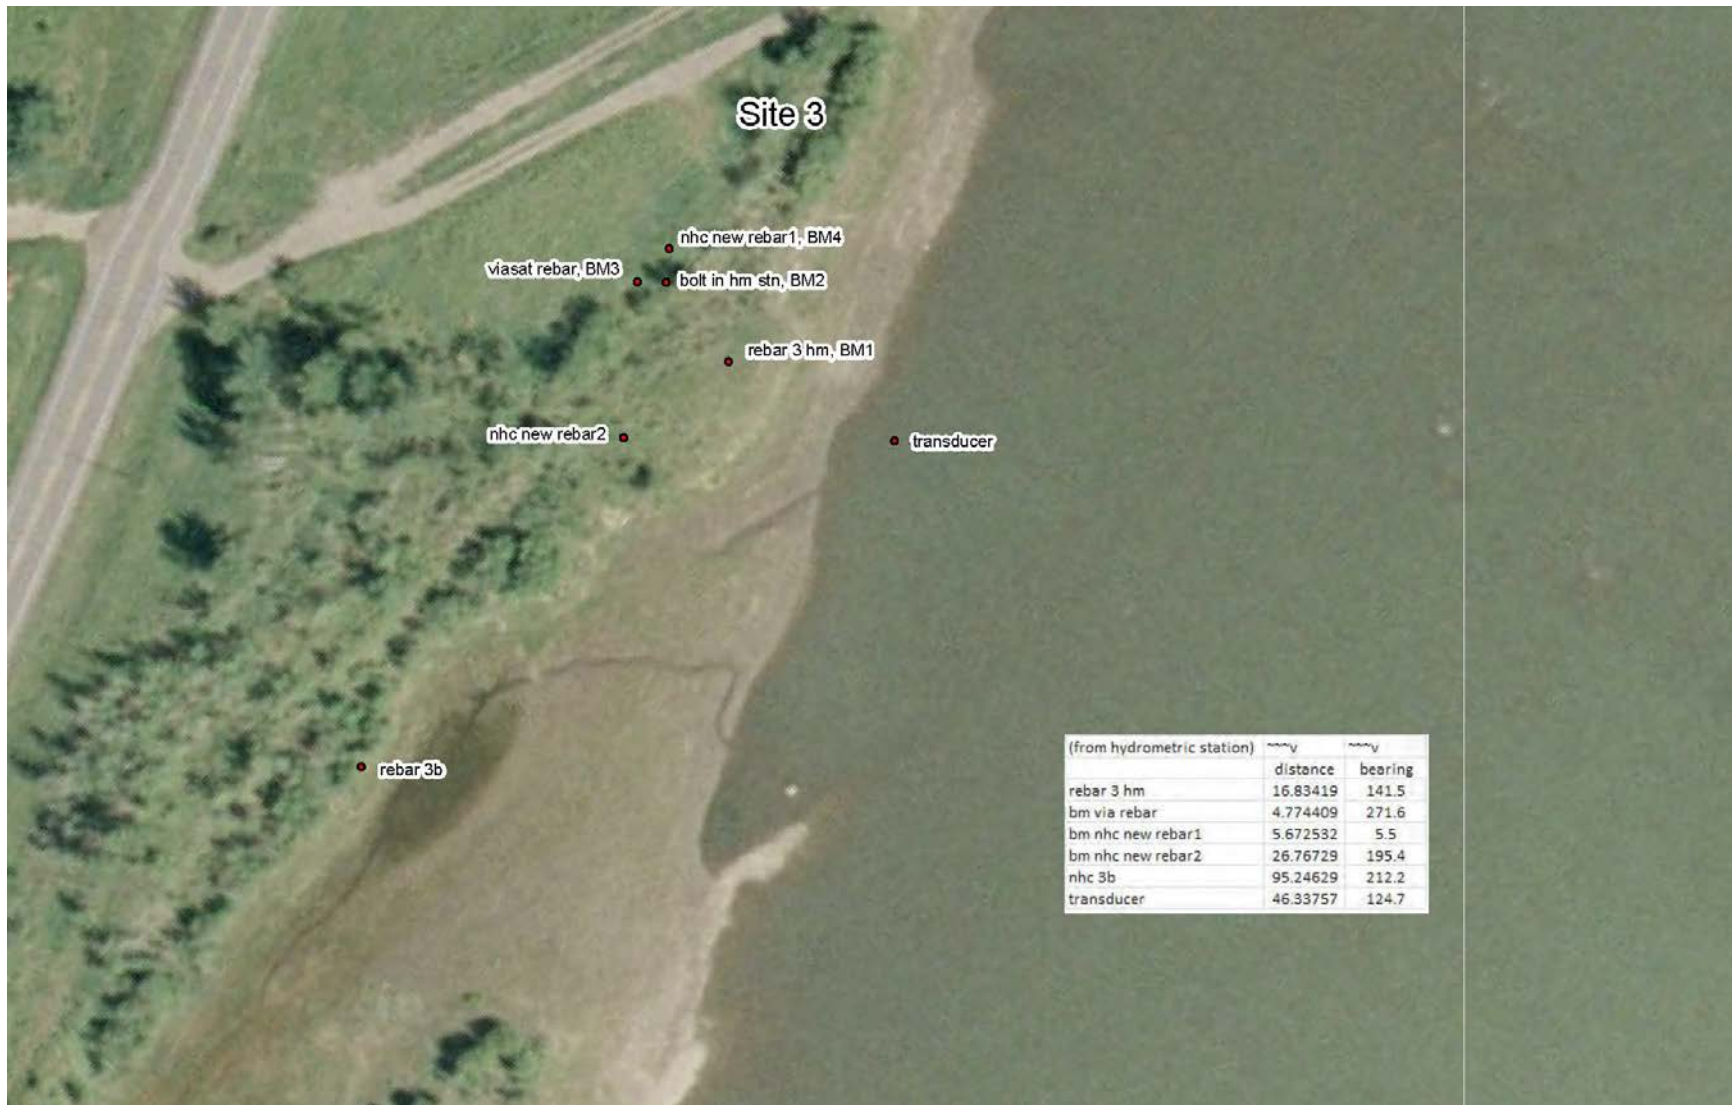 Site 3
nhc new rebar1, BM4
viasat rebar, BM3
bolt in hm stn, BM2
rebar 3 hm, BM1
nhc new rebar2
transducer
rebar 3b
(from hydrometric station) ~~~v ~~~v
distance bearing
rebar 3 hm 16.83419 141.5
bm via rebar 4.774409 271.6
bm nhc new rebar1 5.672532 5.5
bm nhc new rebar2 26.76729 195.4
nhc 3b 95.24629 212.2
transducer 46.33757 124.7